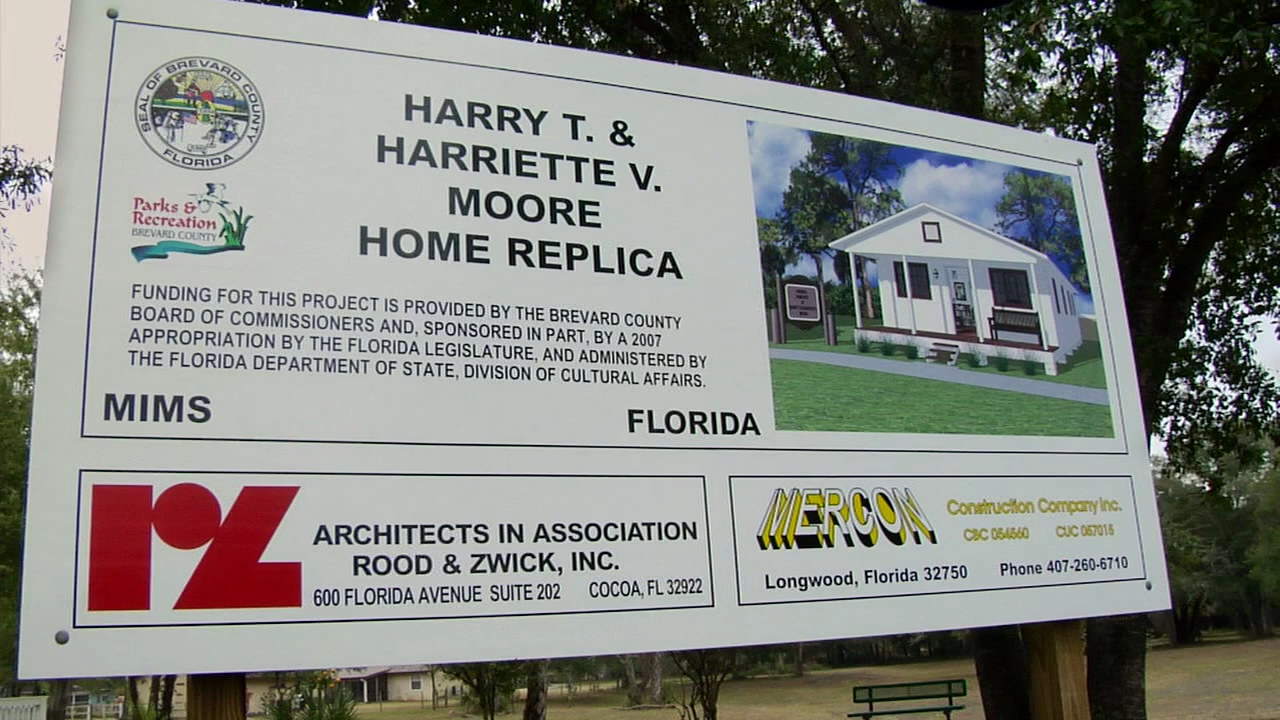 SEAL OF BREVARD COUNTY
FLORIDA
Parks &
Recreation
BREVARD COUNTY
HARRY T. &
HARRIETTE V.
MOORE
HOME REPLICA
FUNDING FOR THIS PROJECT IS PROVIDED BY THE BREVARD COUNTY
BOARD OF COMMISSIONERS AND, SPONSORED IN PART, BY A 2007
APPROPRIATION BY THE FLORIDA LEGISLATURE, AND ADMINISTERED BY
THE FLORIDA DEPARTMENT OF STATE, DIVISION OF CULTURAL AFFAIRS.
MIMS FLORIDA
RZ
ARCHITECTS IN ASSOCIATION
ROOD & ZWICK, INC.
600 FLORIDA AVENUE SUITE 202 COCOA, FL 32922
MERCON Construction Company Inc.
CBC 054560 CUC 057015
Longwood, Florida 32750 Phone 407-260-6710